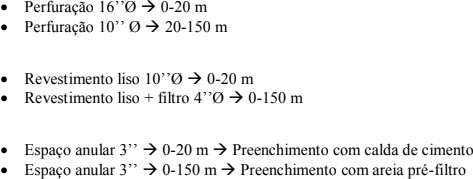 • Perfuração 16’’Ø → 0-20 m
• Perfuração 10’’ Ø → 20-150 m
• Revestimento liso 10’’Ø → 0-20 m
• Revestimento liso + filtro 4’’Ø → 0-150 m
• Espaço anular 3’’ → 0-20 m → Preenchimento com calda de cimento
• Espaço anular 3’’ → 0-150 m → Preenchimento com areia pré-filtro